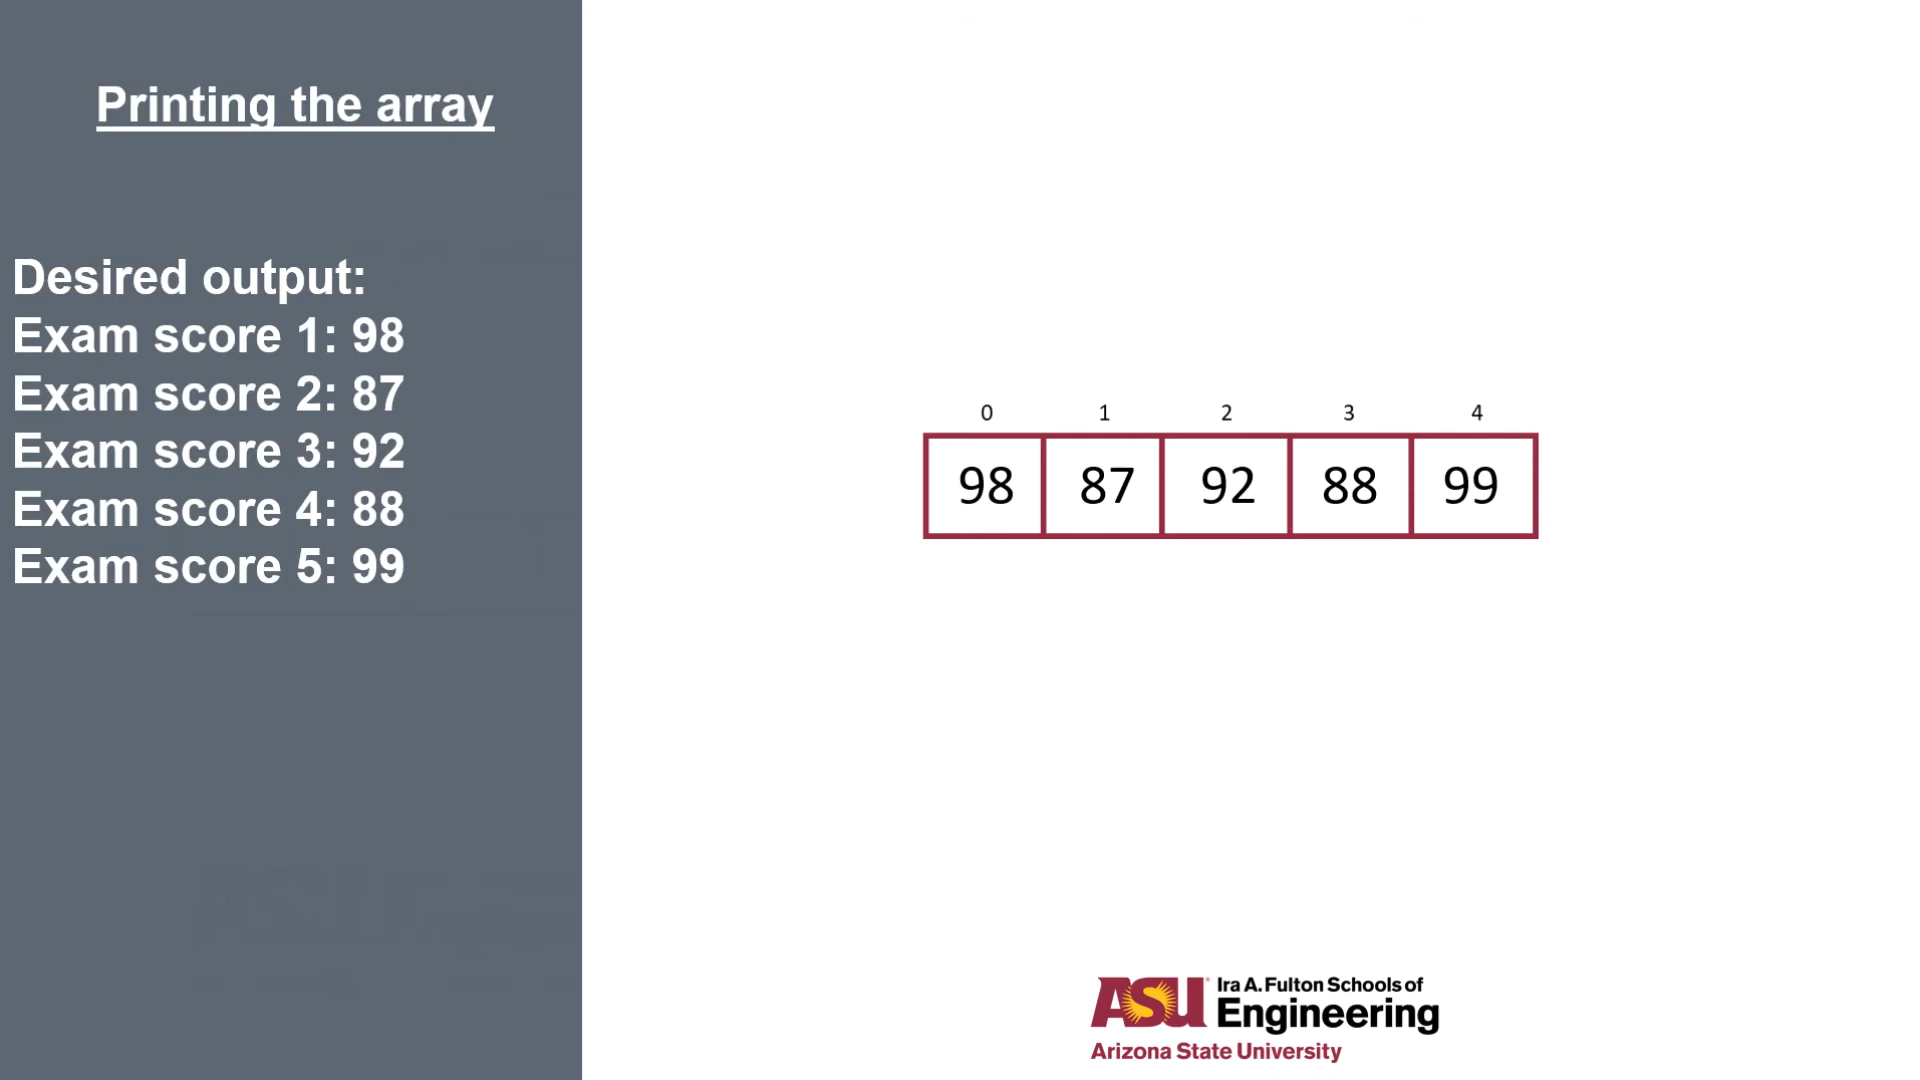 Printing the array
Desired output:
Exam score 1: 98
Exam score 2: 87
Exam score 3: 92
Exam score 4: 88
Exam score 5: 99
0 1 2 3 4
98 87 92 88 99
ASU Ira A. Fulton Schools of
Engineering
Arizona State University